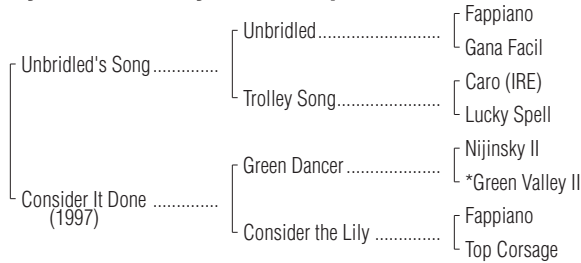 Fappiano
Unbridled....................
Gana Facil
Unbridled's Song..............
Caro (IRE)
Trolley Song..................
Lucky Spell
Nijinsky II
Green Dancer..................
*Green Valley II
Consider It Done..............
(1997)
Fappiano
Consider the Lily..............
Top Corsage